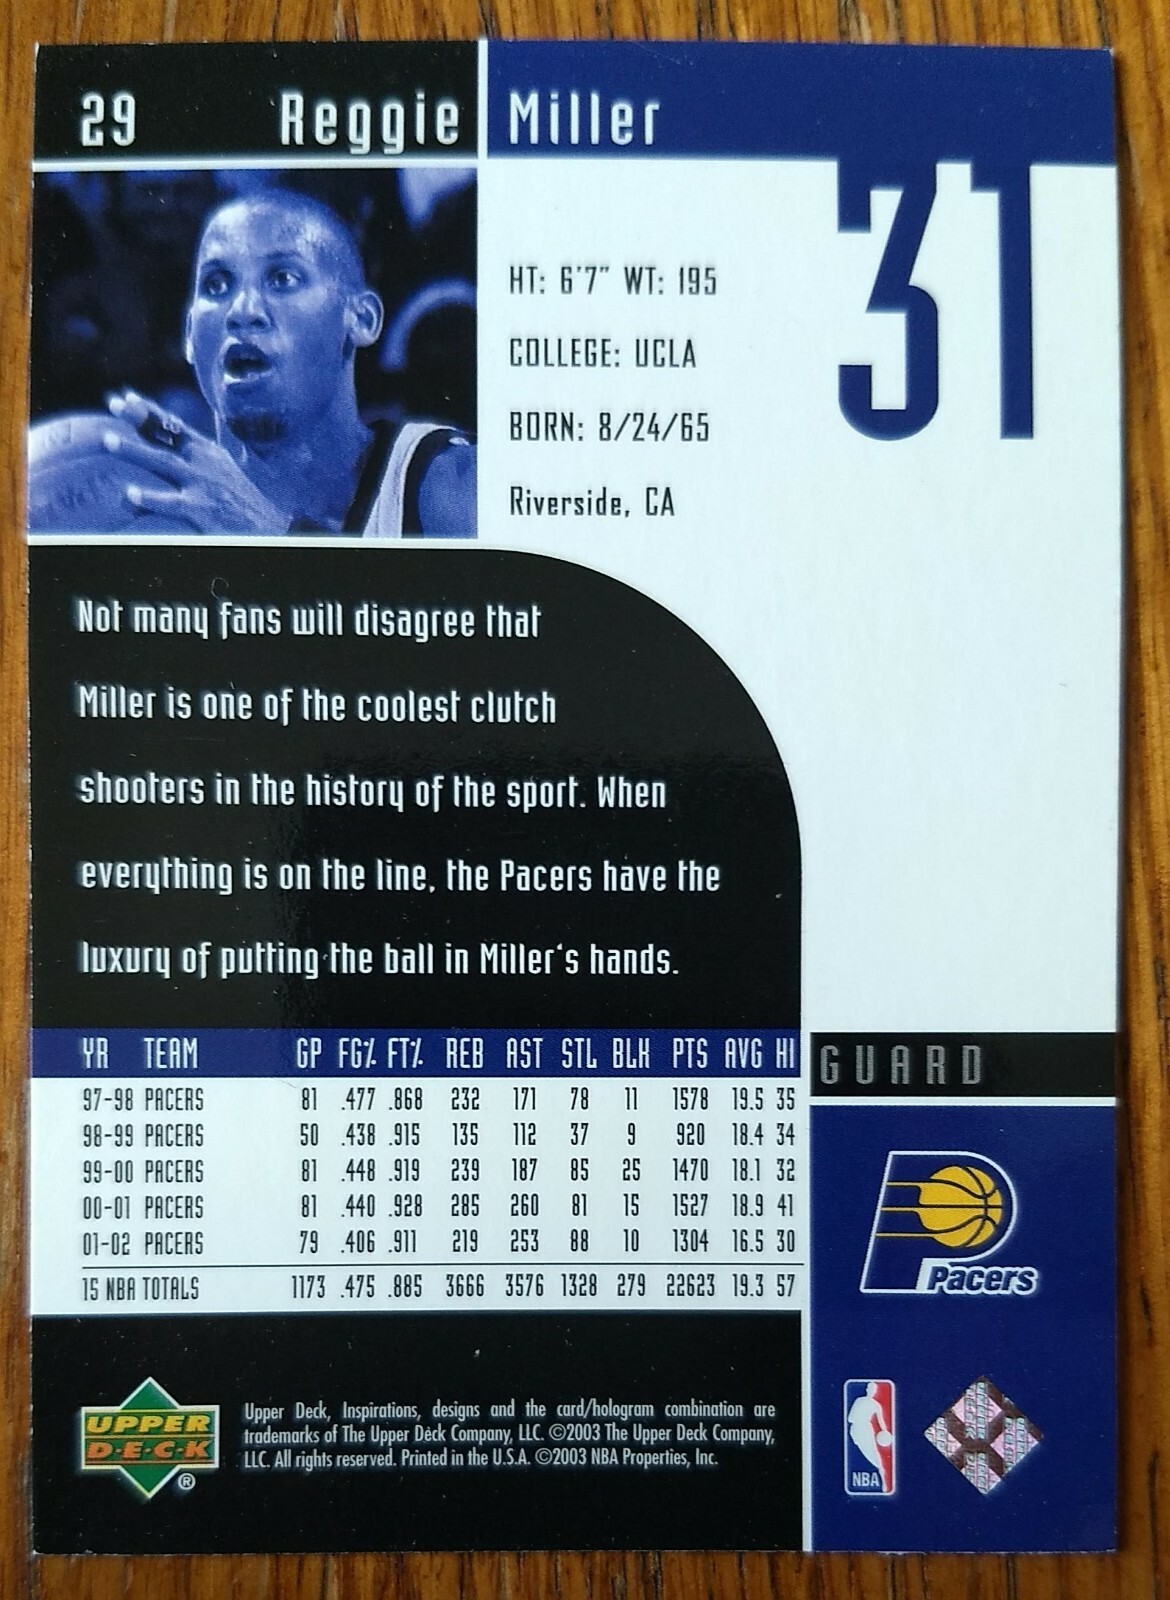 29 Reggie Miller
31
HT: 6'7" WT: 195
COLLEGE: UCLA
BORN: 8/24/65
Riverside, CA
Not many fans will disagree that
Miller is one of the coolest clutch
shooters in the history of the sport. When
everything is on the line, the Pacers have the
luxury of putting the ball in Miller's hands.
YR TEAM GP FG% FT% REB AST STL BLK PTS AVG HI
97-98 PACERS 81 .477 .868 232 171 78 11 1578 19.5 35
98-99 PACERS 50 .438 .915 135 112 37 9 920 18.4 34
99-00 PACERS 81 .448 .919 239 187 85 25 1470 18.1 32
00-01 PACERS 81 .440 .928 285 260 81 15 1527 18.9 41
01-02 PACERS 79 .406 .911 219 253 88 10 1304 16.5 30
15 NBA TOTALS 1173 .475 .885 3666 3576 1328 279 22623 19.3 57
GUARD
Pacers
UPPER
D·E·C·K
®
Upper Deck, Inspirations, designs and the card/hologram combination are
trademarks of The Upper Deck Company, LLC. ©2003 The Upper Deck Company,
LLC. All rights reserved. Printed in the U.S.A. ©2003 NBA Properties, Inc.
NBA